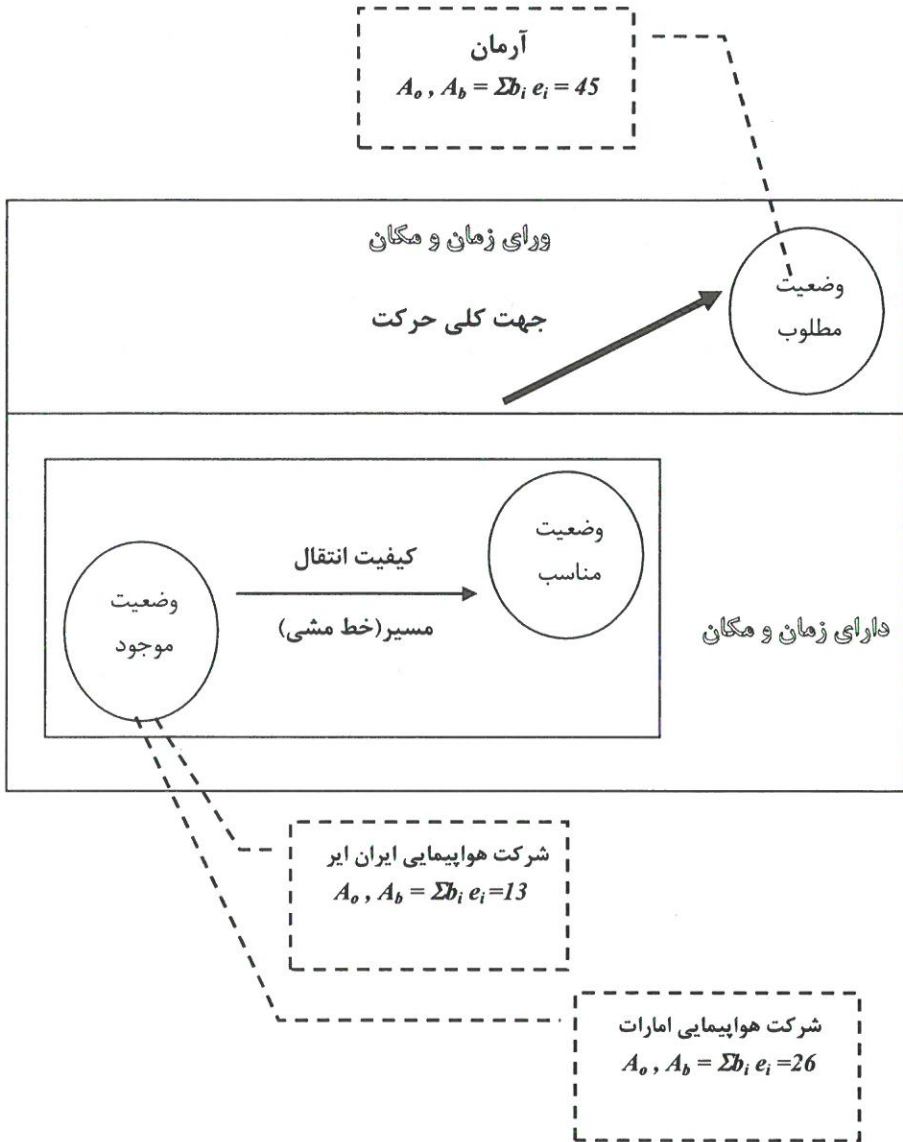 آرمان
A_o , A_b = Σb_i e_i = 45
ورای زمان و مکان
وضعیت
مطلوب
جهت کلی حرکت
وضعیت
مناسب
کیفیت انتقال
مسیر(خط مشی)
وضعیت
موجود
دارای زمان و مکان
شرکت هواپیمایی ایران ایر
A_o , A_b = Σb_i e_i =13
شرکت هواپیمایی امارات
A_o , A_b = Σb_i e_i =26